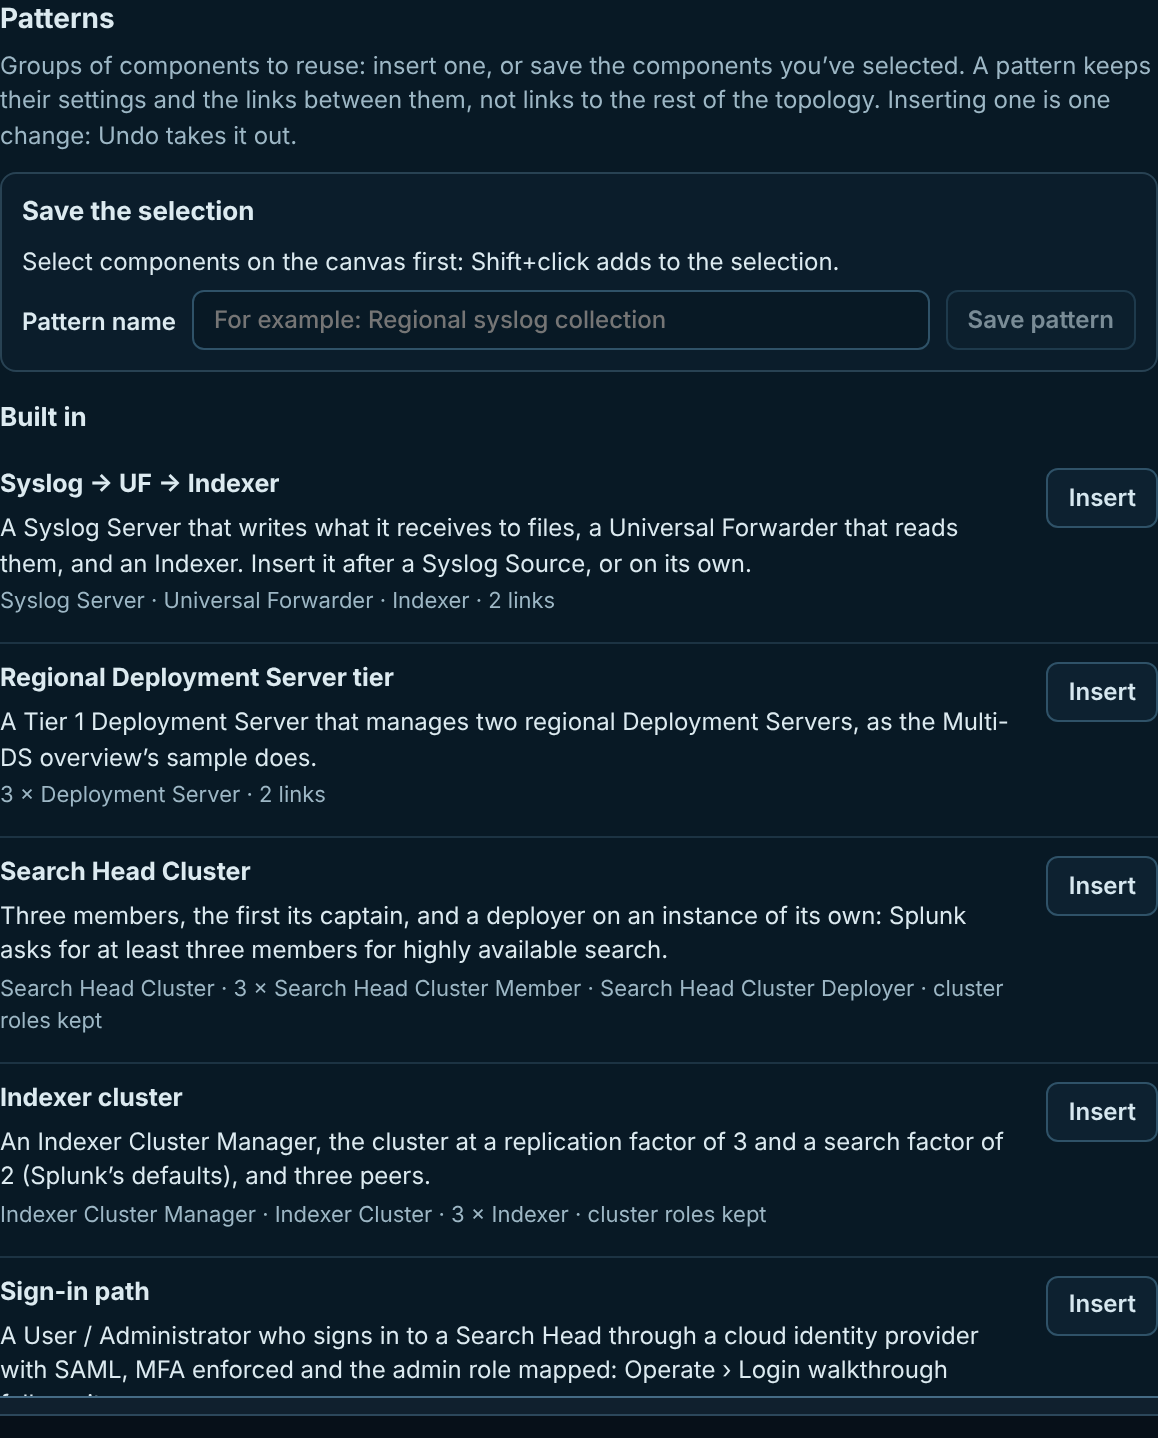 Patterns
Groups of components to reuse: insert one, or save the components you’ve selected. A pattern keeps
their settings and the links between them, not links to the rest of the topology. Inserting one is one
change: Undo takes it out.
Save the selection
Select components on the canvas first: Shift+click adds to the selection.
Pattern name
For example: Regional syslog collection
Save pattern
Built in
Syslog → UF → Indexer
Insert
A Syslog Server that writes what it receives to files, a Universal Forwarder that reads
them, and an Indexer. Insert it after a Syslog Source, or on its own.
Syslog Server · Universal Forwarder · Indexer · 2 links
Regional Deployment Server tier
Insert
A Tier 1 Deployment Server that manages two regional Deployment Servers, as the Multi-
DS overview’s sample does.
3 × Deployment Server · 2 links
Search Head Cluster
Insert
Three members, the first its captain, and a deployer on an instance of its own: Splunk
asks for at least three members for highly available search.
Search Head Cluster · 3 × Search Head Cluster Member · Search Head Cluster Deployer · cluster
roles kept
Indexer cluster
Insert
An Indexer Cluster Manager, the cluster at a replication factor of 3 and a search factor of
2 (Splunk’s defaults), and three peers.
Indexer Cluster Manager · Indexer Cluster · 3 × Indexer · cluster roles kept
Sign-in path
Insert
A User / Administrator who signs in to a Search Head through a cloud identity provider
with SAML, MFA enforced and the admin role mapped: Operate › Login walkthrough